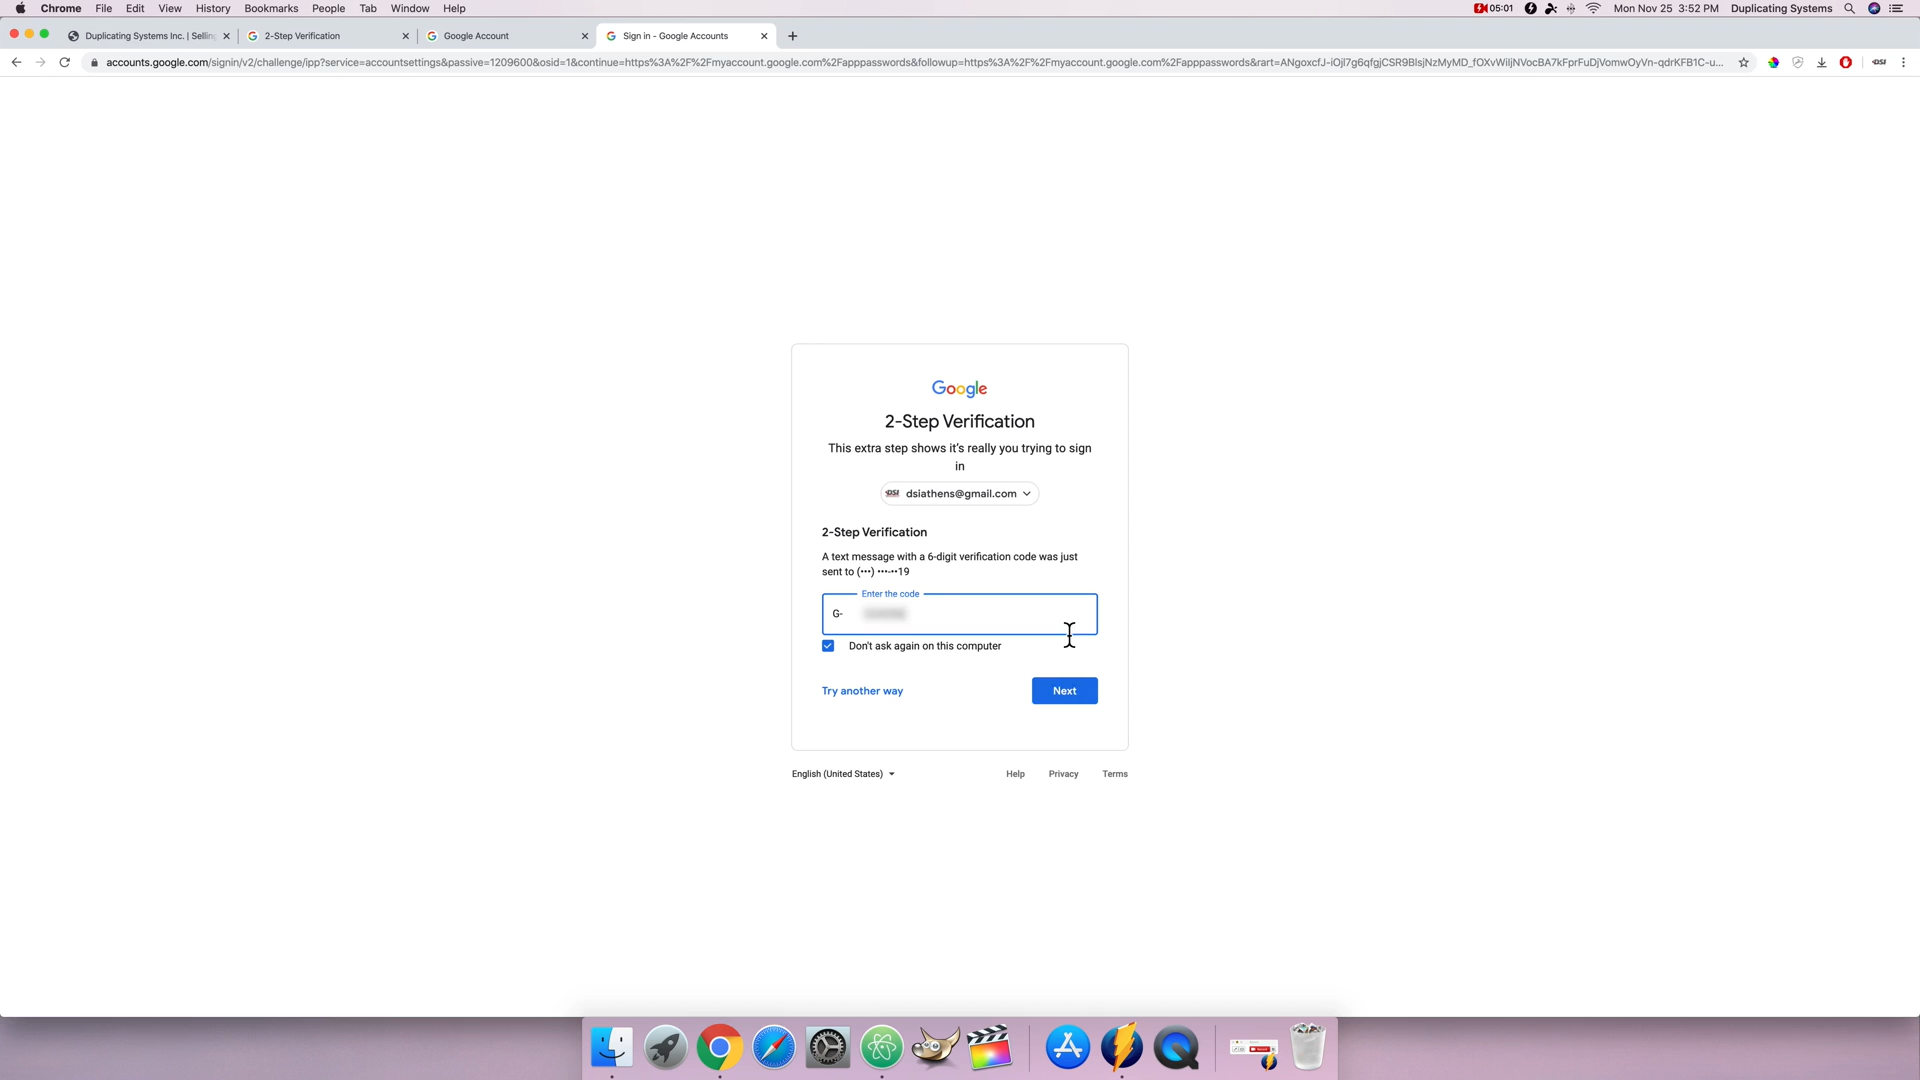 Chrome File Edit View History Bookmarks People Tab Window Help 05:01 Mon Nov 25 3:52 PM Duplicating Systems
Duplicating Systems Inc. | Sellin 2-Step Verification Google Account Sign in - Google Accounts
accounts.google.com/signin/v2/challenge/ipp?service=accountsettings&passive=1209600&osid=1&continue=https%3A%2F%2Fmyaccount.google.com%2Fapppasswords&followup=https%3A%2F%2Fmyaccount.google.com%2Fapppasswords&rart=
Google
2-Step Verification
This extra step shows it's really you trying to sign
in
DSI dsiathens@gmail.com
2-Step Verification
A text message with a 6-digit verification code was just
sent to (•••) •••-••19
Enter the code
G-
Don't ask again on this computer
Try another way Next
English (United States) Help Privacy Terms